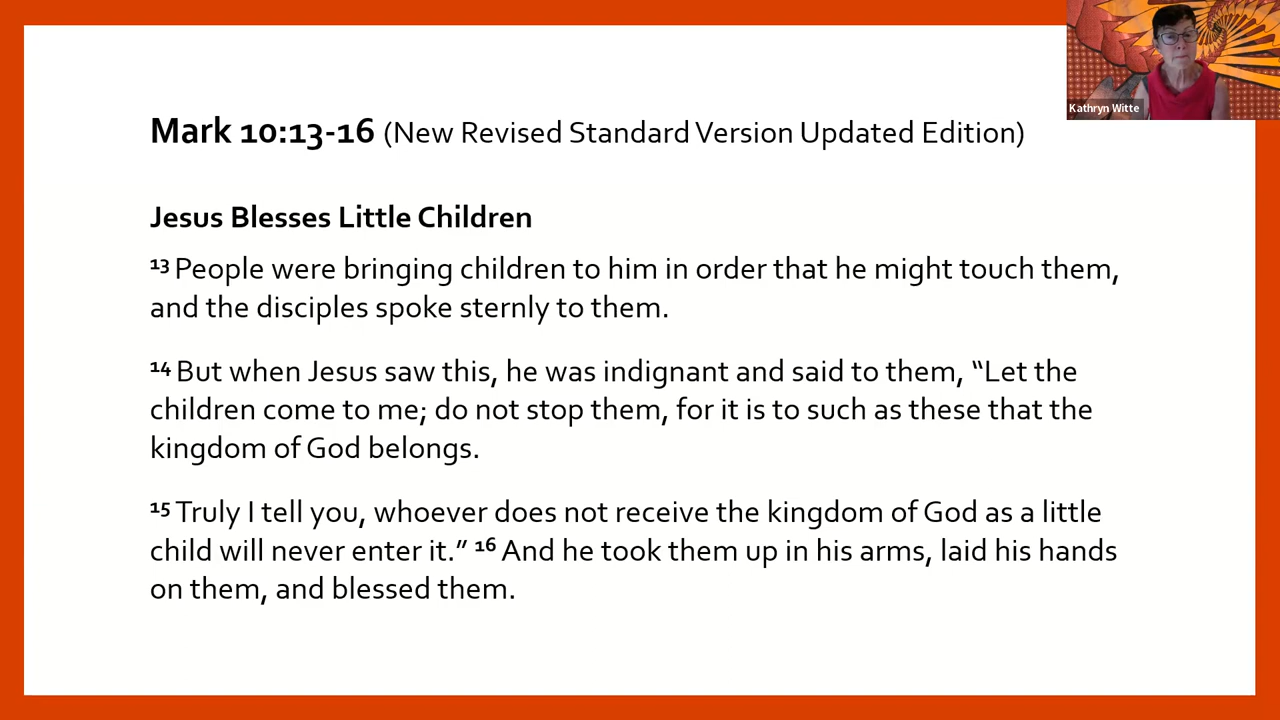 Kathryn Witte
Mark 10:13-16 (New Revised Standard Version Updated Edition)
Jesus Blesses Little Children
13 People were bringing children to him in order that he might touch them,
and the disciples spoke sternly to them.
14 But when Jesus saw this, he was indignant and said to them, “Let the
children come to me; do not stop them, for it is to such as these that the
kingdom of God belongs.
15 Truly I tell you, whoever does not receive the kingdom of God as a little
child will never enter it.” 16 And he took them up in his arms, laid his hands
on them, and blessed them.